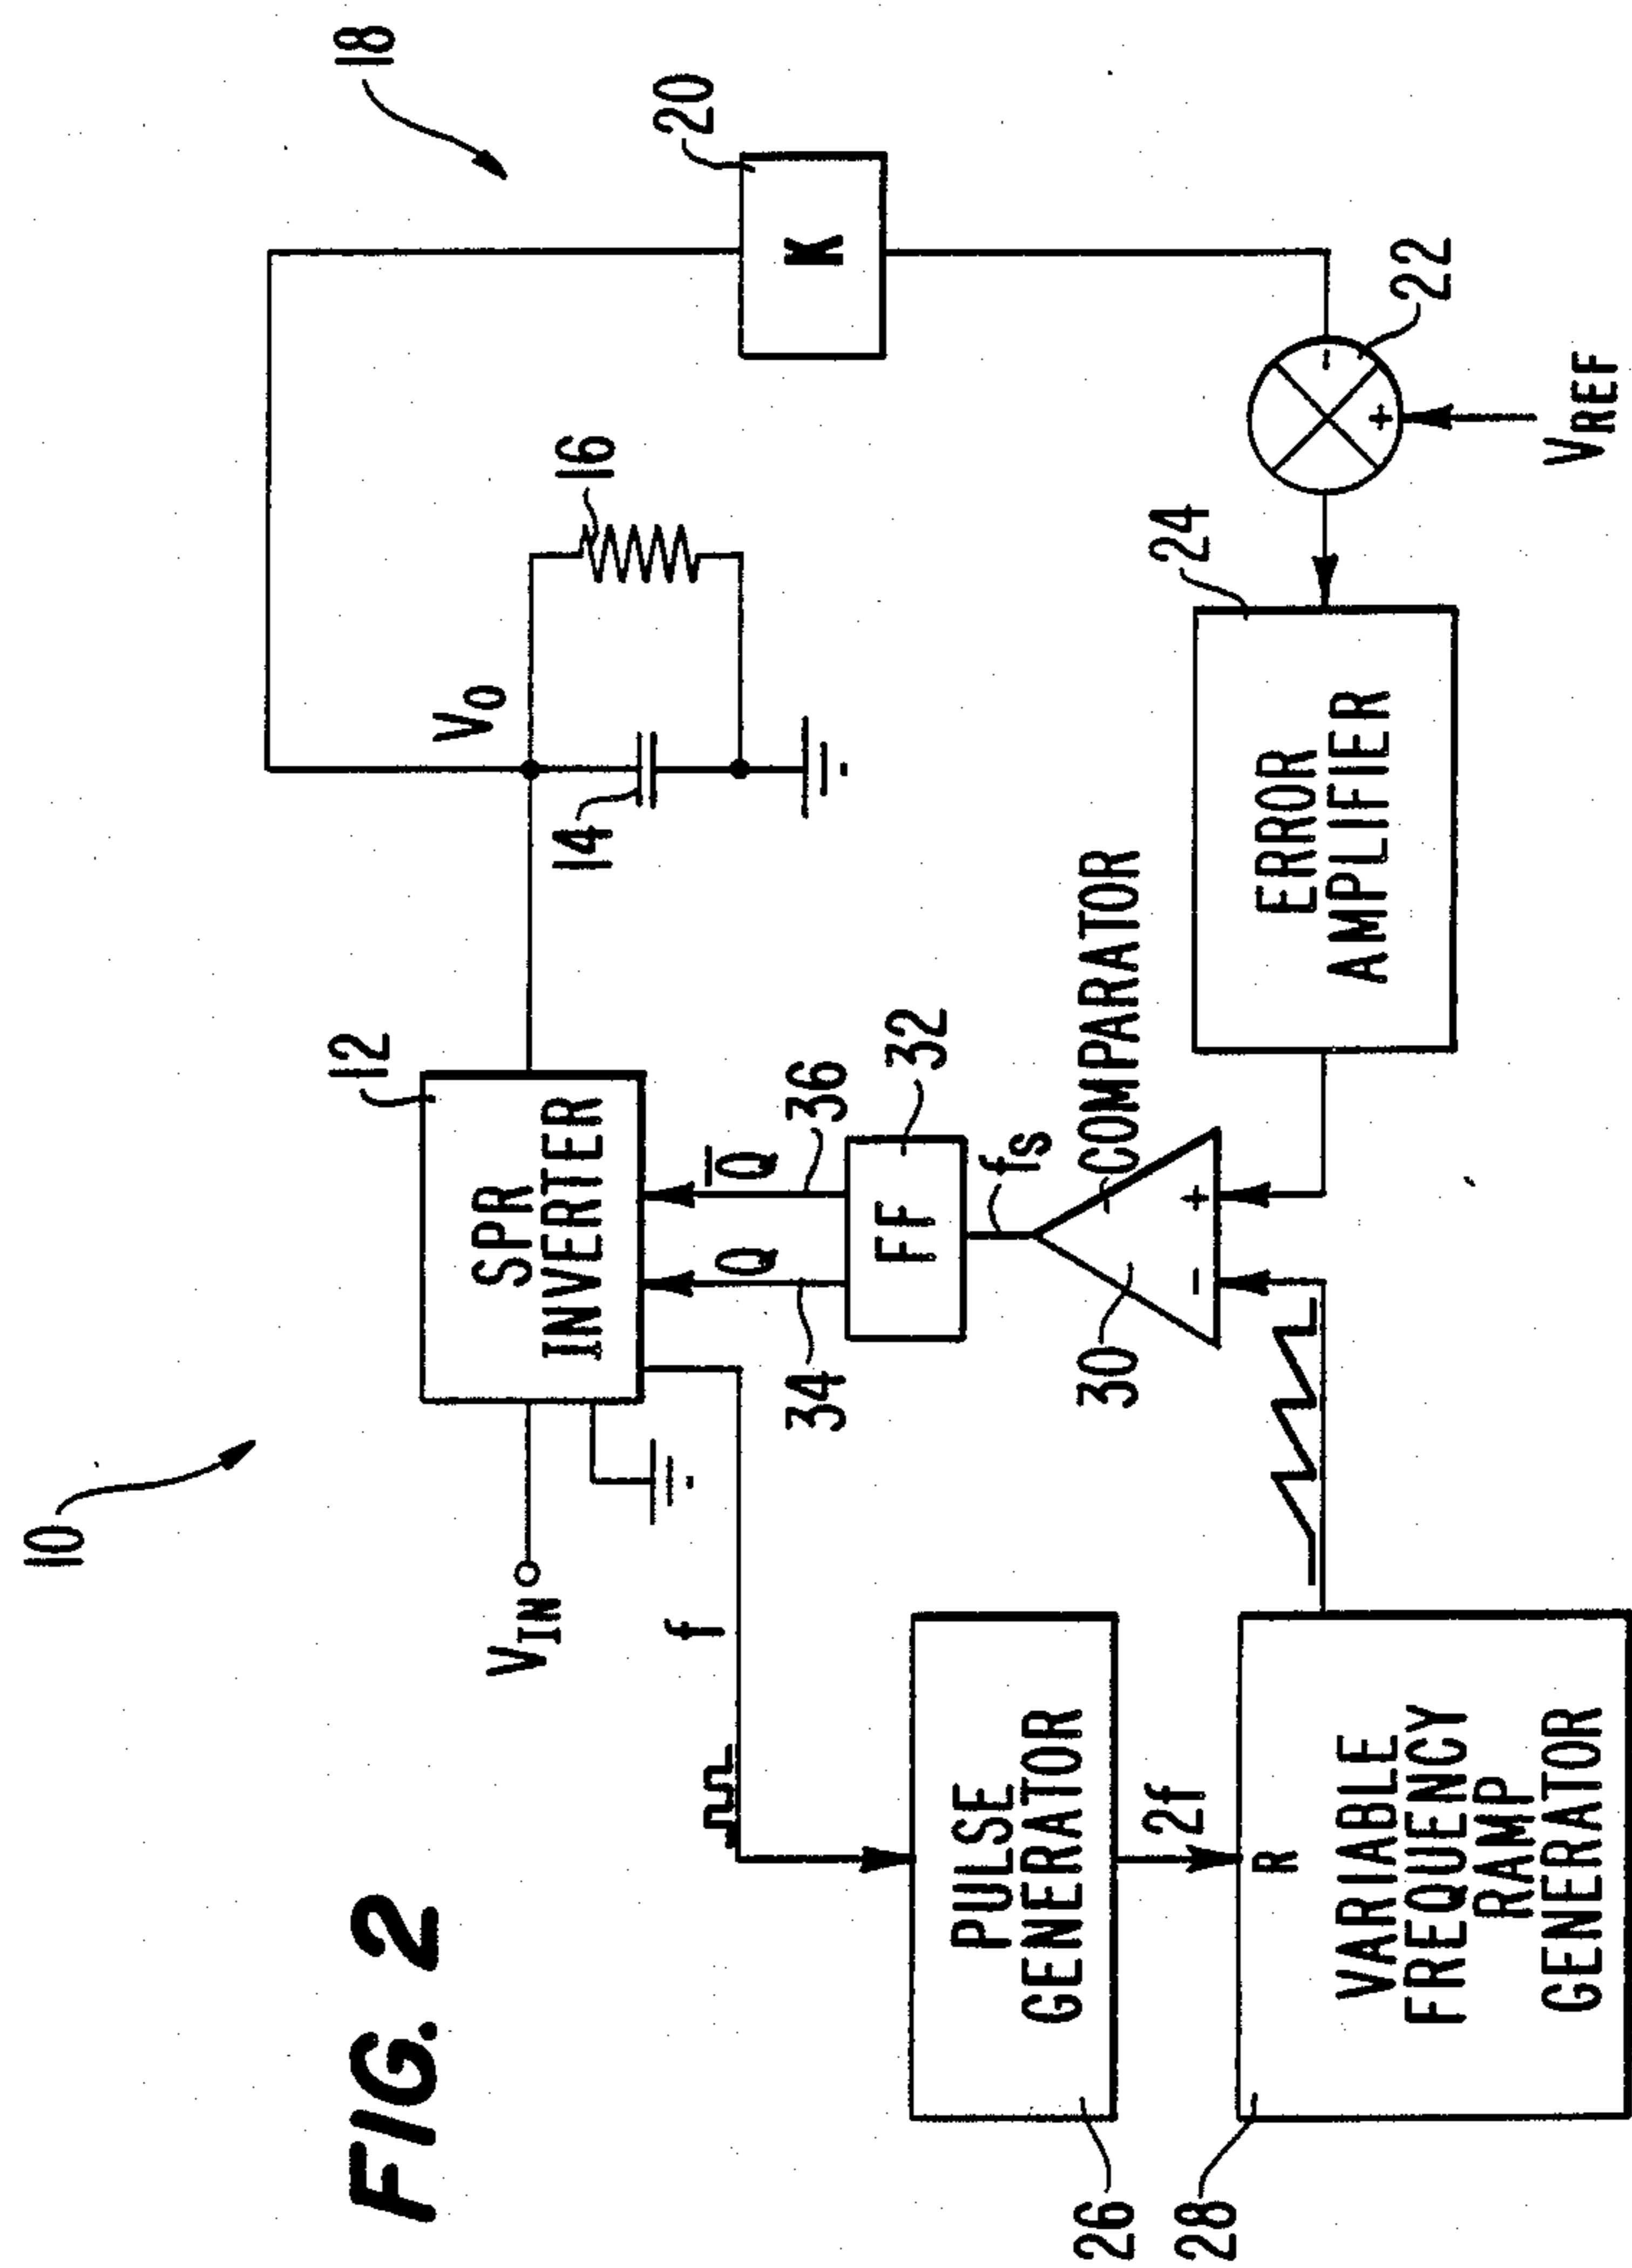 FIG. 2
10
18
12
SPR
INVERTER
VIN
V0
14
16
20
K
f
Q
Q̅
34
36
32
FF
fS
COMPARATOR
30
-
+
PULSE
GENERATOR
26
2f
R
VARIABLE
FREQUENCY
RAMP
GENERATOR
28
24
ERROR
AMPLIFIER
-
+
22
VREF